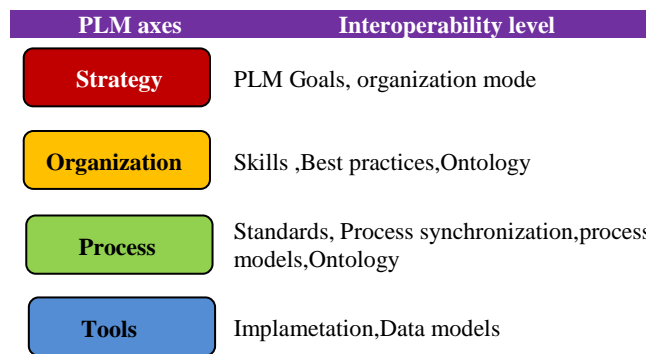 PLM axes Interoperability level
Strategy PLM Goals, organization mode
Organization Skills ,Best practices,Ontology
Process Standards, Process synchronization,process
models,Ontology
Tools Implametation,Data models